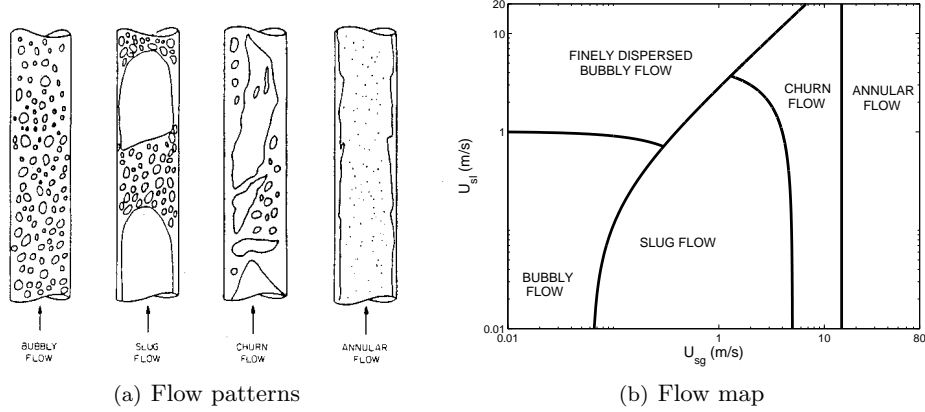 BUBBLY
FLOW
SLUG
FLOW
CHURN
FLOW
ANNULAR
FLOW
(a) Flow patterns
20
1
0.01
U_sl (m/s)
FINELY DISPERSED
BUBBLY FLOW
CHURN
FLOW
ANNULAR
FLOW
SLUG FLOW
BUBBLY
FLOW
0.01
1
10
80
U_sg (m/s)
(b) Flow map